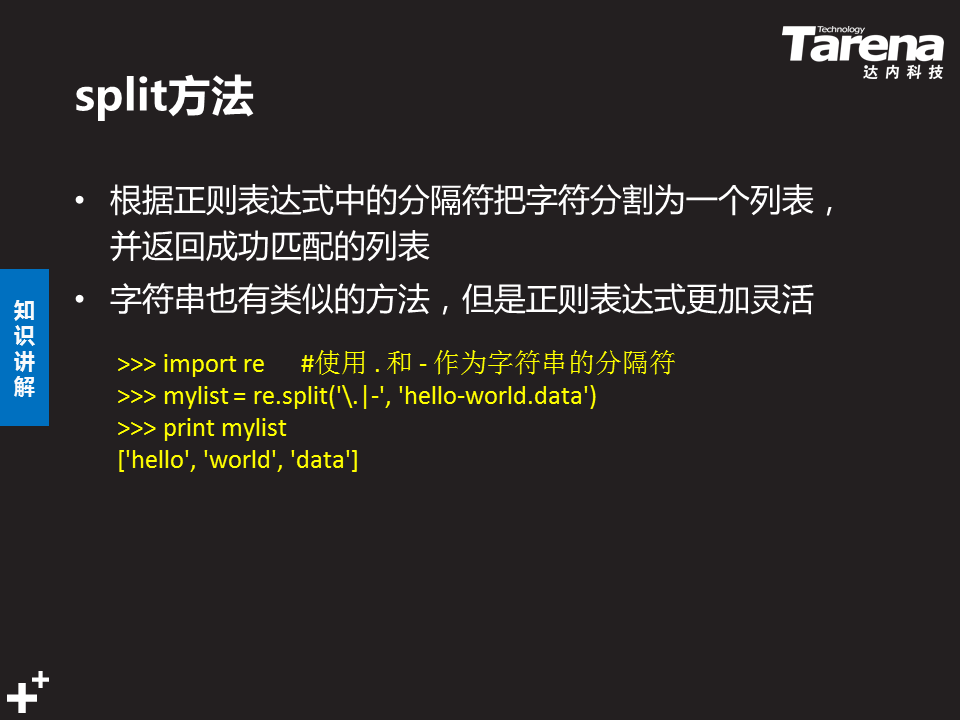 Technology
Tarena
达内科技
split方法
• 根据正则表达式中的分隔符把字符分割为一个列表，
并返回成功匹配的列表
• 字符串也有类似的方法，但是正则表达式更加灵活
知
识
讲
解
>>> import re #使用 . 和 - 作为字符串的分隔符
>>> mylist = re.split('\.|-', 'hello-world.data')
>>> print mylist
['hello', 'world', 'data']